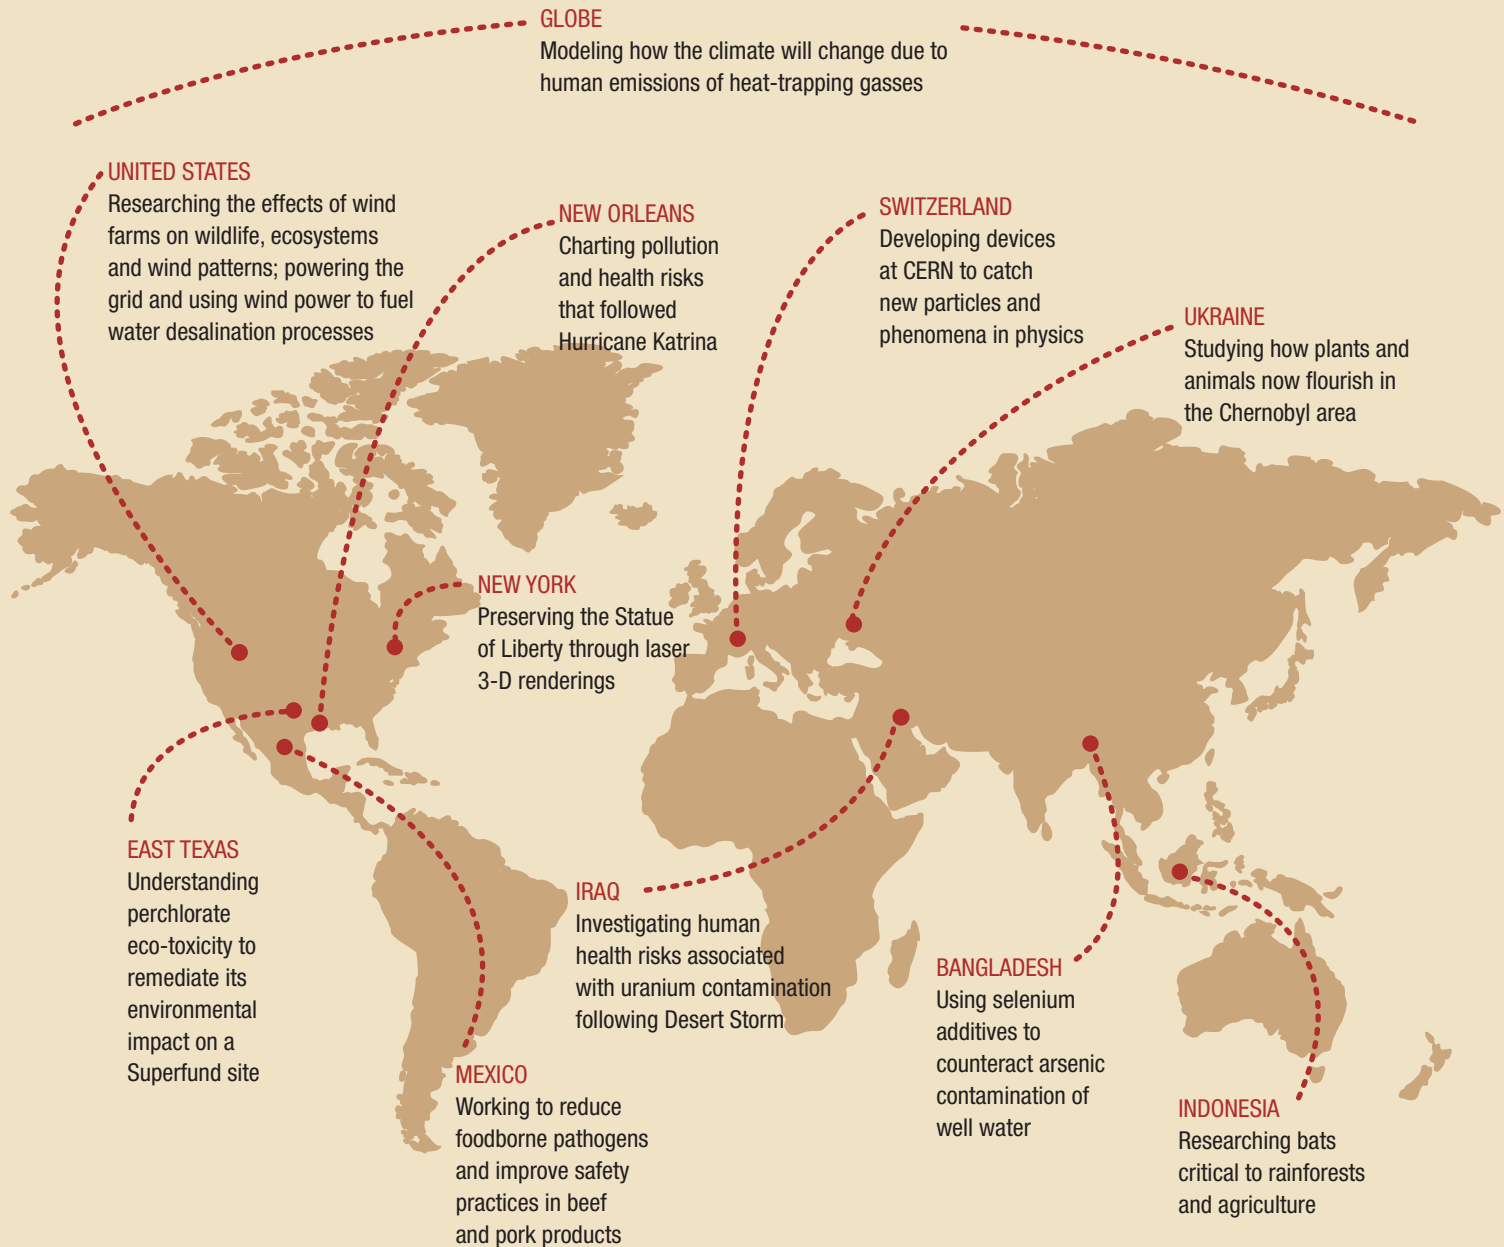 GLOBE
Modeling how the climate will change due to
human emissions of heat-trapping gasses
UNITED STATES
Researching the effects of wind
farms on wildlife, ecosystems
and wind patterns; powering the
grid and using wind power to fuel
water desalination processes
NEW ORLEANS
Charting pollution
and health risks
that followed
Hurricane Katrina
SWITZERLAND
Developing devices
at CERN to catch
new particles and
phenomena in physics
UKRAINE
Studying how plants and
animals now flourish in
the Chernobyl area
NEW YORK
Preserving the Statue
of Liberty through laser
3-D renderings
EAST TEXAS
Understanding
perchlorate
eco-toxicity to
remediate its
environmental
impact on a
Superfund site
MEXICO
Working to reduce
foodborne pathogens
and improve safety
practices in beef
and pork products
IRAQ
Investigating human
health risks associated
with uranium contamination
following Desert Storm
BANGLADESH
Using selenium
additives to
counteract arsenic
contamination of
well water
INDONESIA
Researching bats
critical to rainforests
and agriculture